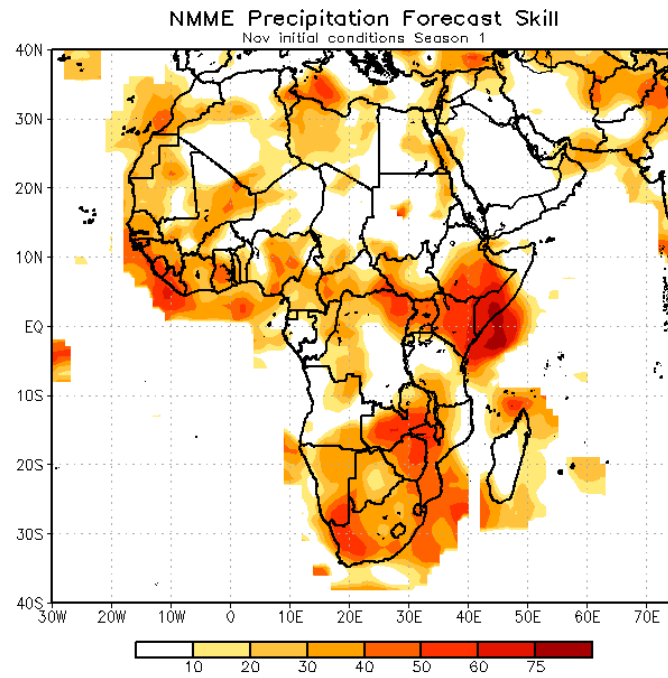 NMME Precipitation Forecast Skill
Nov initial conditions Season 1
40N
30N
20N
10N
EQ
10S
20S
30S
40S
30W 20W 10W 0 10E 20E 30E 40E 50E 60E 70E
10 20 30 40 50 60 75